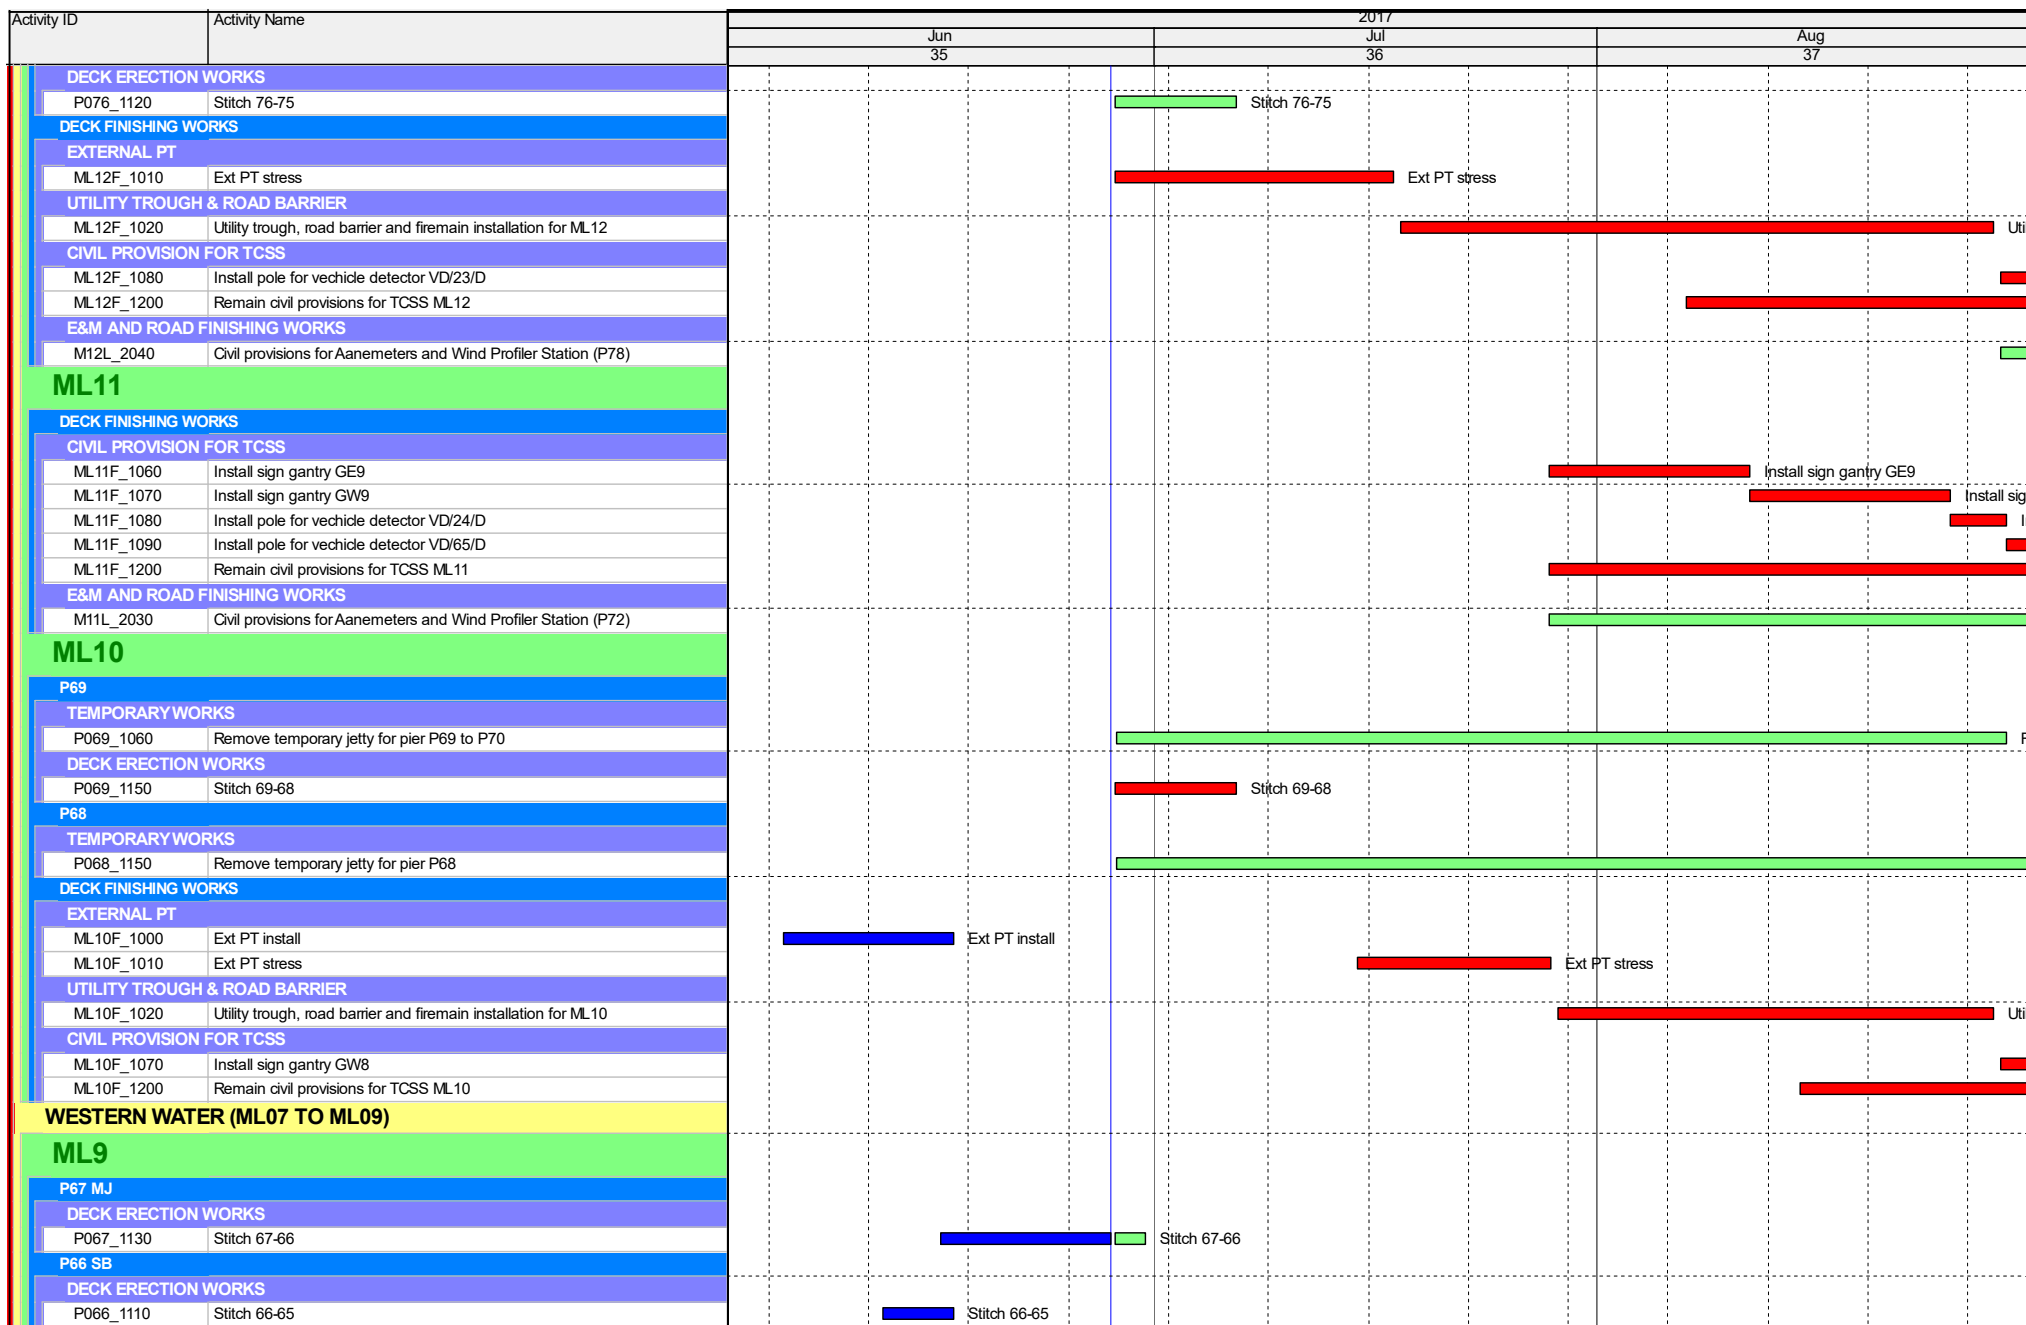 Activity ID Activity Name 2017
Jun Jul Aug
35 36 37
DECK ERECTION WORKS
P076_1120 Stitch 76-75 Stitch 76-75
DECK FINISHING WORKS
EXTERNAL PT
ML12F_1010 Ext PT stress Ext PT stress
UTILITY TROUGH & ROAD BARRIER
ML12F_1020 Utility trough, road barrier and firemain installation for ML12 Uti
CIVIL PROVISION FOR TCSS
ML12F_1080 Install pole for vechicle detector VD/23/D
ML12F_1200 Remain civil provisions for TCSS ML12
E&M AND ROAD FINISHING WORKS
M12L_2040 Civil provisions for Aanemeters and Wind Profiler Station (P78)
ML11
DECK FINISHING WORKS
CIVIL PROVISION FOR TCSS
ML11F_1060 Install sign gantry GE9 Install sign gantry GE9
ML11F_1070 Install sign gantry GW9 Install sig
ML11F_1080 Install pole for vechicle detector VD/24/D I
ML11F_1090 Install pole for vechicle detector VD/65/D
ML11F_1200 Remain civil provisions for TCSS ML11
E&M AND ROAD FINISHING WORKS
M11L_2030 Civil provisions for Aanemeters and Wind Profiler Station (P72)
ML10
P69
TEMPORARY WORKS
P069_1060 Remove temporary jetty for pier P69 to P70
DECK ERECTION WORKS
P069_1150 Stitch 69-68 Stitch 69-68
P68
TEMPORARY WORKS
P068_1150 Remove temporary jetty for pier P68
DECK FINISHING WORKS
EXTERNAL PT
ML10F_1000 Ext PT install Ext PT install
ML10F_1010 Ext PT stress Ext PT stress
UTILITY TROUGH & ROAD BARRIER
ML10F_1020 Utility trough, road barrier and firemain installation for ML10 Uti
CIVIL PROVISION FOR TCSS
ML10F_1070 Install sign gantry GW8
ML10F_1200 Remain civil provisions for TCSS ML10
WESTERN WATER (ML07 TO ML09)
ML9
P67 MJ
DECK ERECTION WORKS
P067_1130 Stitch 67-66 Stitch 67-66
P66 SB
DECK ERECTION WORKS
P066_1110 Stitch 66-65 Stitch 66-65